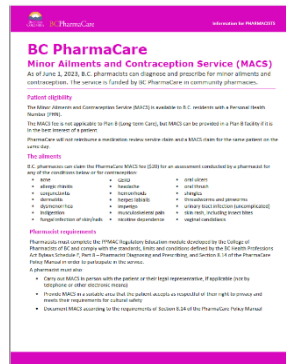 BRITISH COLUMBIA BC PharmaCare Information for PHARMACISTS
BC PharmaCare
Minor Ailments and Contraception Service (MACS)
As of June 1, 2023, B.C. pharmacists can diagnose and prescribe for minor ailments and
contraception. The service is funded by BC PharmaCare in community pharmacies.
Patient eligibility
The Minor Ailments and Contraception Service (MACS) is available to B.C. residents with a Personal Health
Number (PHN).
The MACS fee is not applicable to Plan B (Long-term Care), but MACS can be provided in a Plan B facility if it is
in the best interest of a patient.
PharmaCare will not reimburse a medication review service claim and a MACS claim for the same patient on the
same day.
The ailments
B.C. pharmacists can claim the PharmaCare MACS fee ($20) for an assessment conducted by a pharmacist for
any of the conditions below or for contraception:
• acne • GERD • oral ulcers
• allergic rhinitis • headache • oral thrush
• conjunctivitis • hemorrhoids • shingles
• dermatitis • herpes labialis • threadworms and pinworms
• dysmenorrhea • impetigo • urinary tract infection (uncomplicated)
• indigestion • musculoskeletal pain • skin rash, including insect bites
• fungal infection of skin/nails • nicotine dependence • vaginal candidiasis
Pharmacist requirements
Pharmacists must complete the PPMAC Regulatory Education module developed by the College of
Pharmacists of BC and comply with the standards, limits and conditions defined by the BC Health Professions
Act Bylaws Schedule F, Part 8 – Pharmacist Diagnosing and Prescribing, and Section 8.14 of the PharmaCare
Policy Manual in order to participate in the service.
A pharmacist must also:
• Carry out MACS in person with the patient or their legal representative, if applicable (not by
telephone or other electronic means)
• Provide MACS in a suitable area that the patient accepts as respectful of their right to privacy and
meets their requirements for cultural safety
• Document MACS according to the requirements of Section 8.14 of the PharmaCare Policy Manual